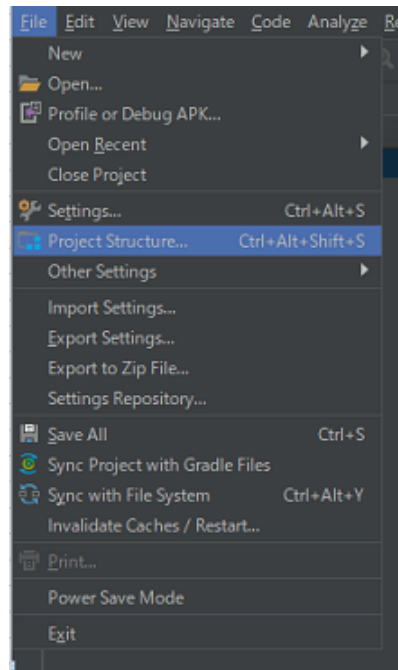 File Edit View Navigate Code Analyze
New
Open...
Profile or Debug APK...
Open Recent
Close Project
Settings... Ctrl+Alt+S
Project Structure... Ctrl+Alt+Shift+S
Other Settings
Import Settings...
Export Settings...
Export to Zip File...
Settings Repository...
Save All Ctrl+S
Sync Project with Gradle Files
Sync with File System Ctrl+Alt+Y
Invalidate Caches / Restart...
Print...
Power Save Mode
Exit